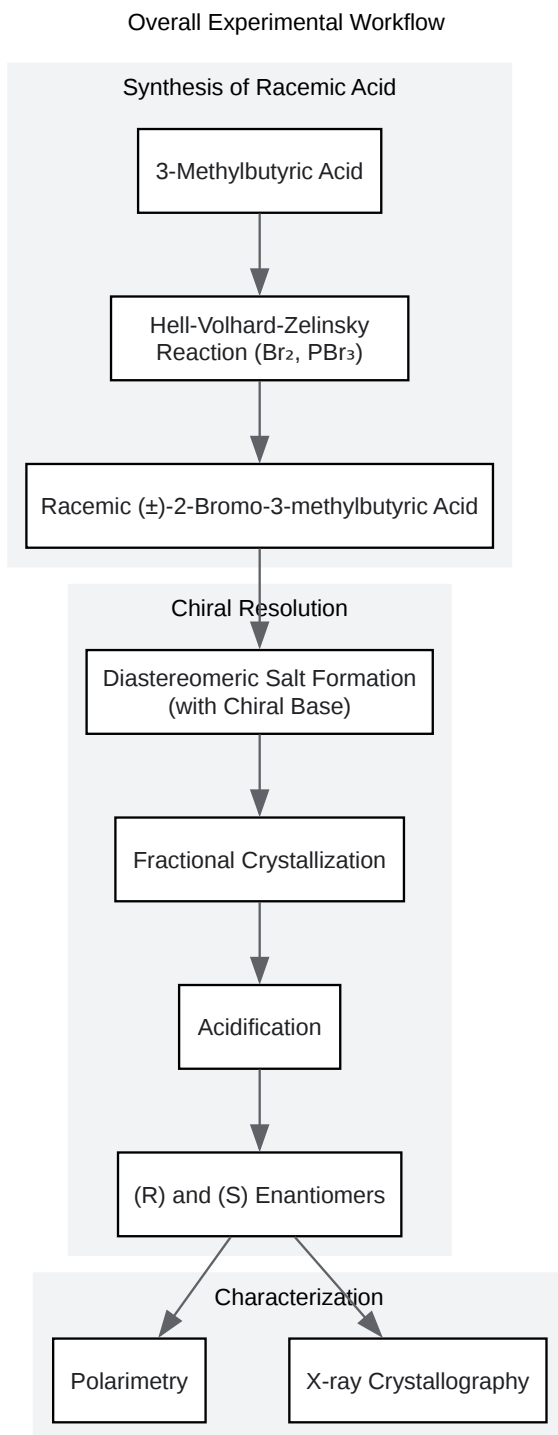 Overall Experimental Workflow
Synthesis of Racemic Acid
3-Methylbutyric Acid
Hell-Volhard-Zelinsky
Reaction (Br₂, PBr₃)
Racemic (±)-2-Bromo-3-methylbutyric Acid
Chiral Resolution
Diastereomeric Salt Formation
(with Chiral Base)
Fractional Crystallization
Acidification
(R) and (S) Enantiomers
Characterization
Polarimetry
X-ray Crystallography